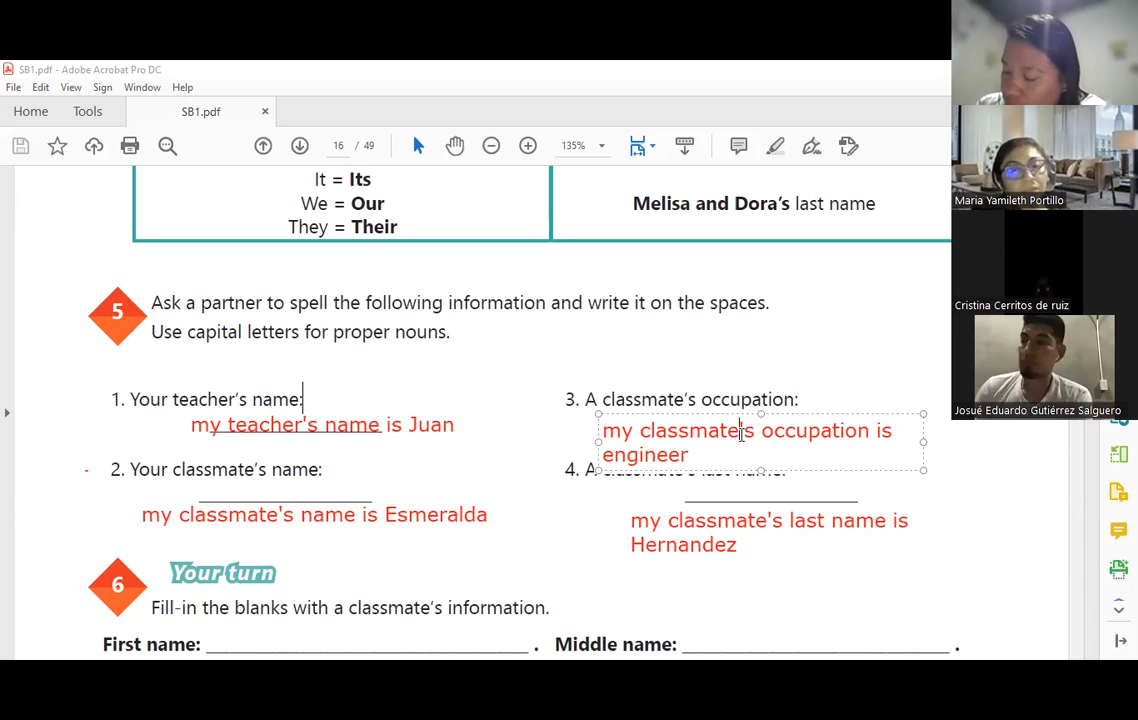 SB1.pdf - Adobe Acrobat Pro DC
File Edit View Sign Window Help
Home Tools SB1.pdf ×
16 / 49 135%
It = Its
We = Our
They = Their
Melisa and Dora's last name
5 Ask a partner to spell the following information and write it on the spaces.
Use capital letters for proper nouns.
1. Your teacher's name:
my teacher's name is Juan
2. Your classmate's name:
my classmate's name is Esmeralda
3. A classmate's occupation:
my classmate's occupation is
engineer
4. A classmate's last name:
my classmate's last name is
Hernandez
6 Your turn
Fill-in the blanks with a classmate's information.
First name: . Middle name: .
Maria Yamileth Portillo
Cristina Cerritos de ruiz
Josué Eduardo Gutiérrez Salguero